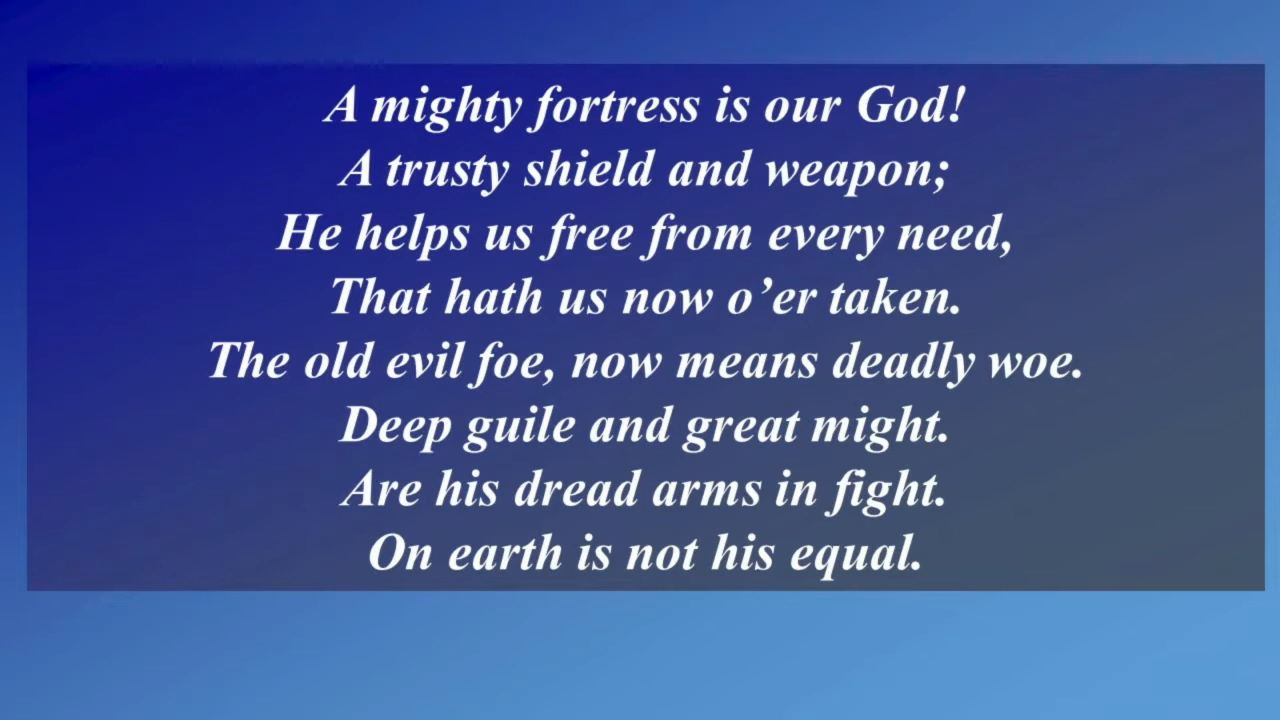 A mighty fortress is our God!
A trusty shield and weapon;
He helps us free from every need,
That hath us now o’er taken.
The old evil foe, now means deadly woe.
Deep guile and great might.
Are his dread arms in fight.
On earth is not his equal.